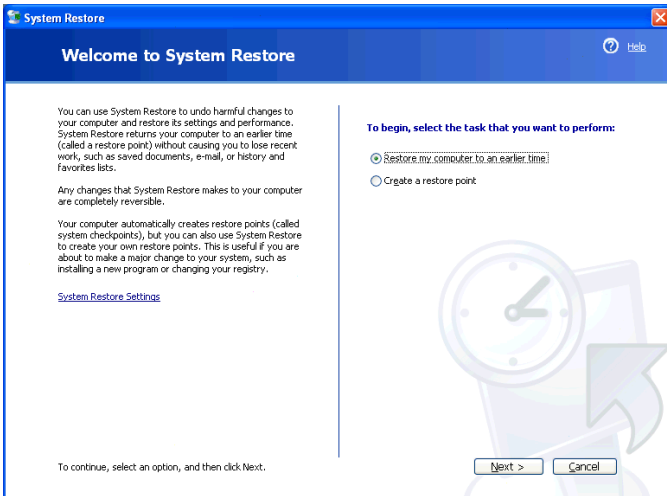 System Restore
Welcome to System Restore
Help
You can use System Restore to undo harmful changes to
your computer and restore its settings and performance.
System Restore returns your computer to an earlier time
(called a restore point) without causing you to lose recent
work, such as saved documents, e-mail, or history and
favorites lists.
Any changes that System Restore makes to your computer
are completely reversible.
Your computer automatically creates restore points (called
system checkpoints), but you can also use System Restore
to create your own restore points. This is useful if you are
about to make a major change to your system, such as
installing a new program or changing your registry.
System Restore Settings
To begin, select the task that you want to perform:
Restore my computer to an earlier time
Create a restore point
To continue, select an option, and then click Next.
Next >
Cancel